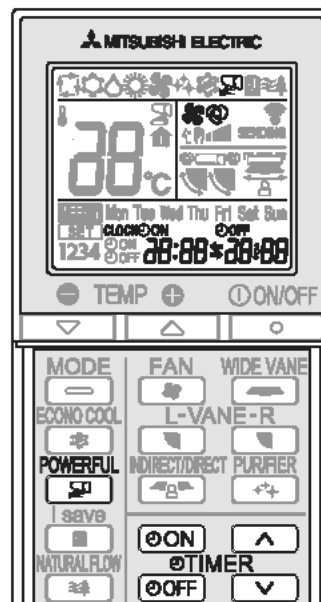 MITSUBISHI ELECTRIC
SENDING
88 °C
WEEKLY Mon Tue Wed Thu Fri Sat Sun
SET CLOCK ON OFF
1234 ON OFF 88:88 88:88
TEMP ON/OFF
MODE FAN WIDE VANE
ECONO COOL L-VANE-R
POWERFUL INDIRECT/DIRECT PURIFIER
i save
ON
TIMER
NATURAL FLOW OFF